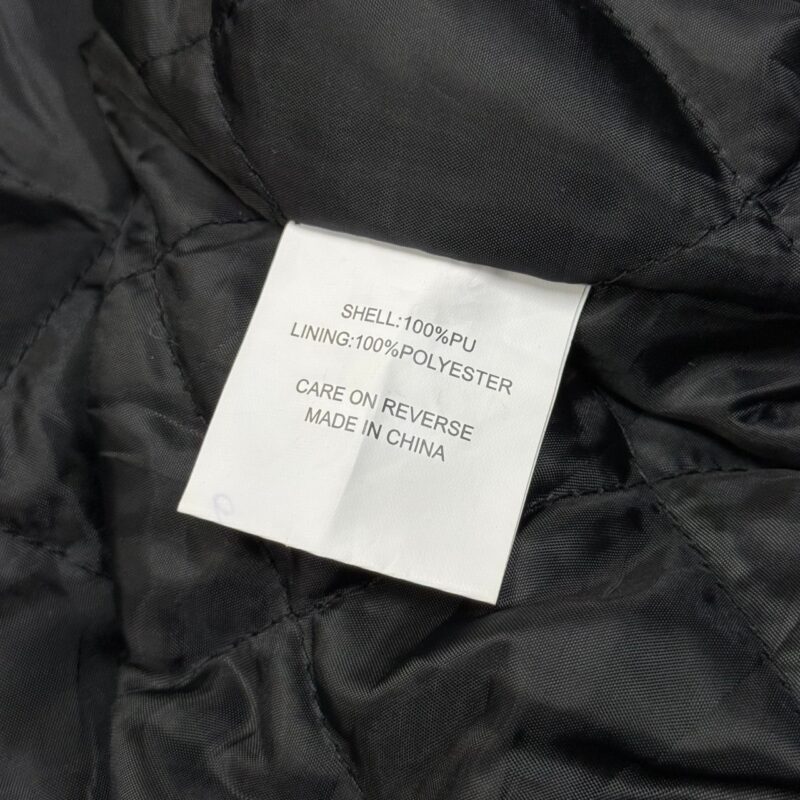 SHELL:100%PU
LINING:100%POLYESTER
CARE ON REVERSE
MADE IN CHINA